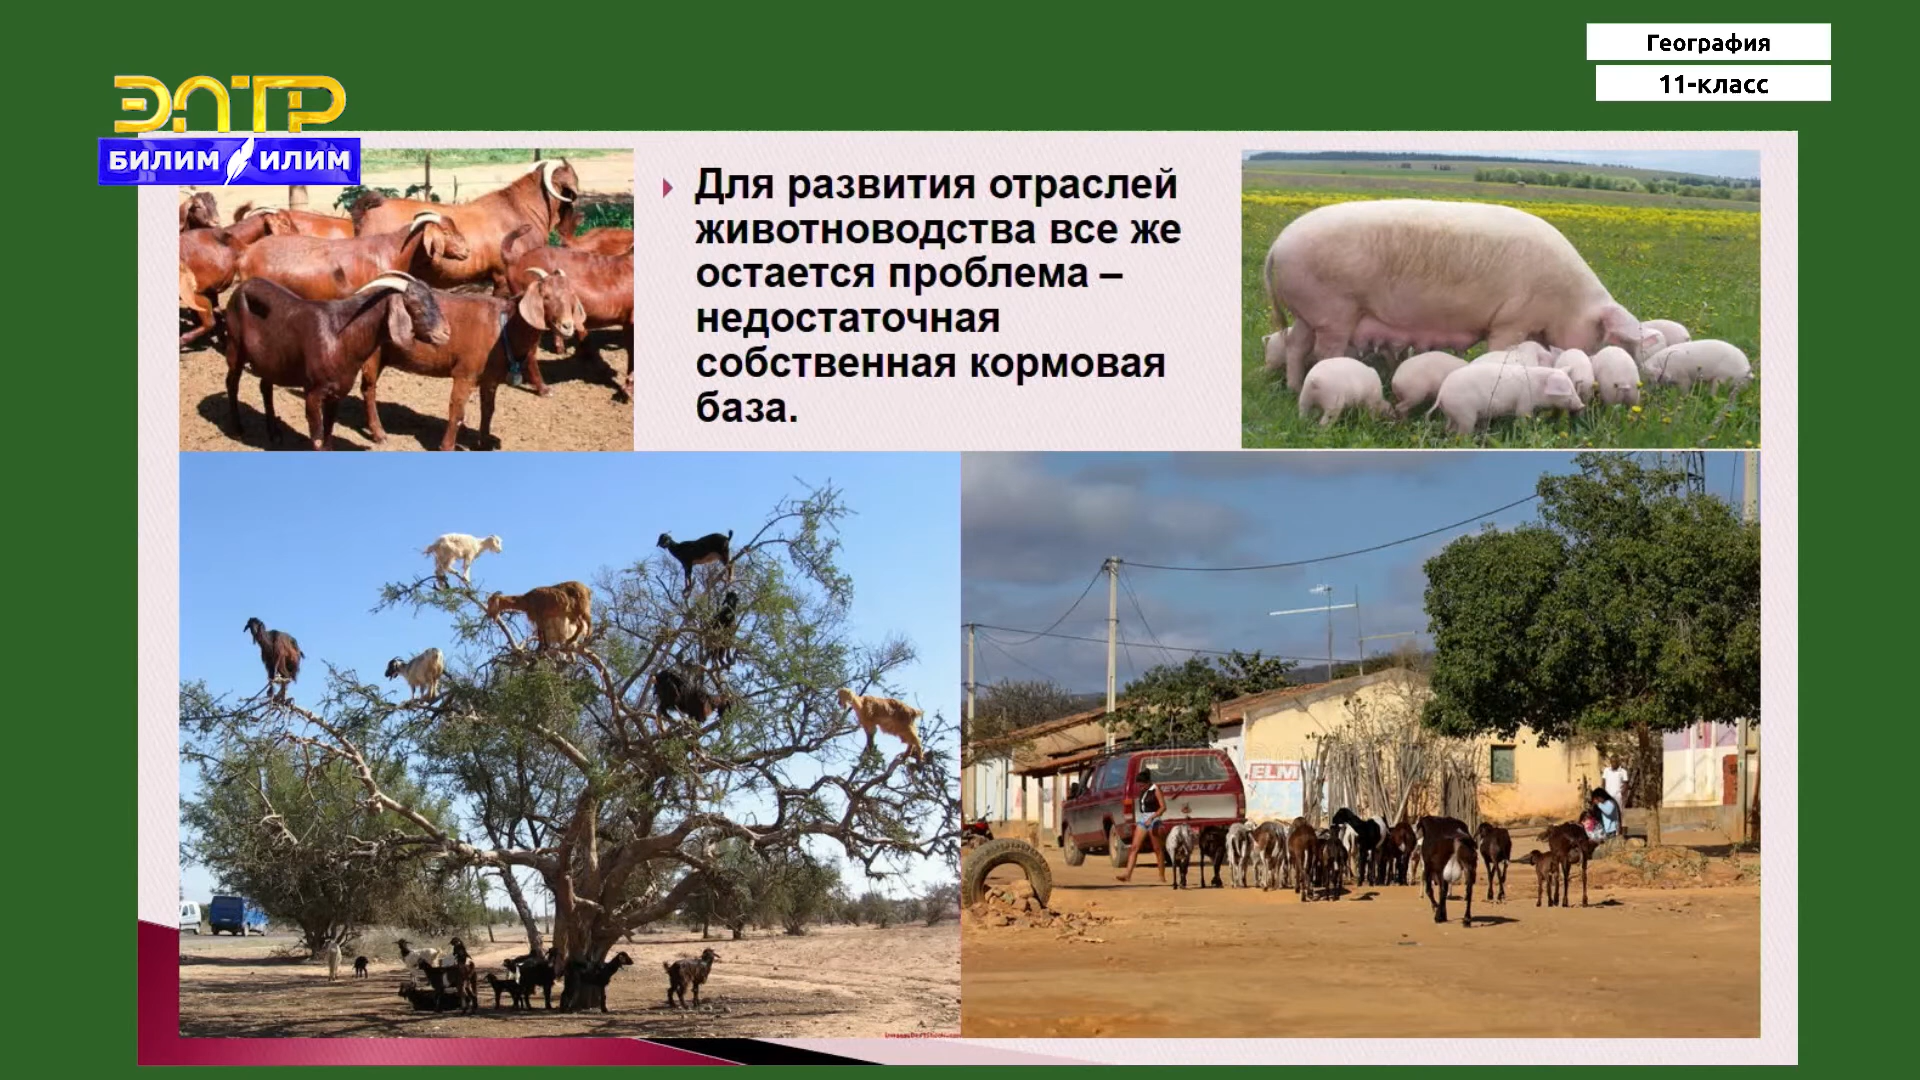 География
11-класс
ЭЛТР
БИЛИМ ИЛИМ
Для развития отраслей
животноводства все же
остается проблема –
недостаточная
собственная кормовая
база.
ELM
CHEVROLET